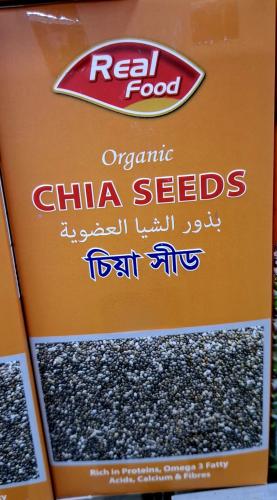 Real
Food
Organic
CHIA SEEDS
بذور الشيا العضوية
চিয়া সীড
Rich in Proteins, Omega 3 Fatty
Acids, Calcium & Fibres